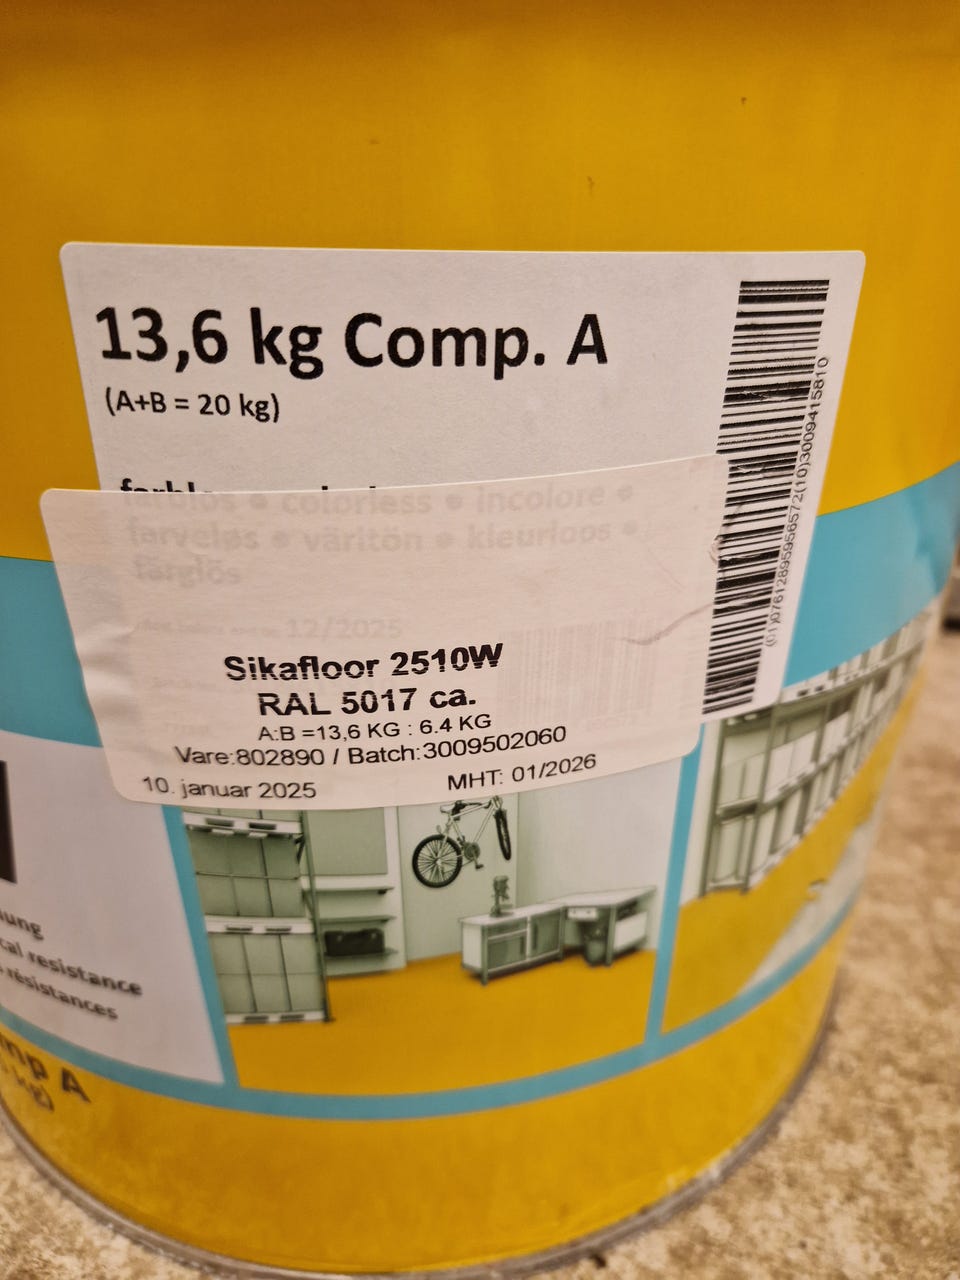 13,6 kg Comp. A
(A+B = 20 kg)
farblos • colorless • incolore •
farveløs • väritön • kleurloos •
färglös
12/2025
Sikafloor 2510W
RAL 5017 ca.
A:B =13,6 KG : 6.4 KG
Vare:802890 / Batch:3009502060
10. januar 2025
MHT: 01/2026
(01)07612895956572(10)3009415810
resistance
résistances
mp A